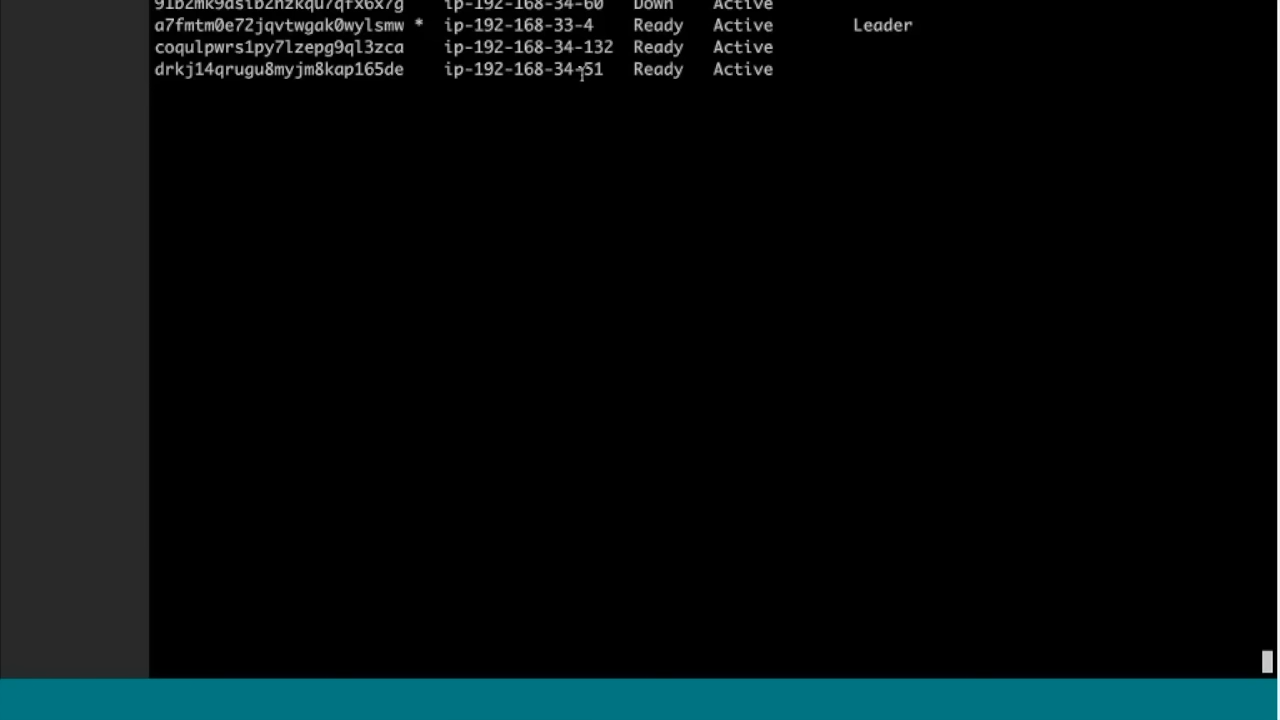 ip-192-168-34-60 Down Active
a7fmtm0e72jqvtwgak0wylsmw * ip-192-168-33-4 Ready Active Leader
coqulpwrs1py7lzepg9ql3zca ip-192-168-34-132 Ready Active
drkj14qrugu8myjm8kap165de ip-192-168-34-51 Ready Active